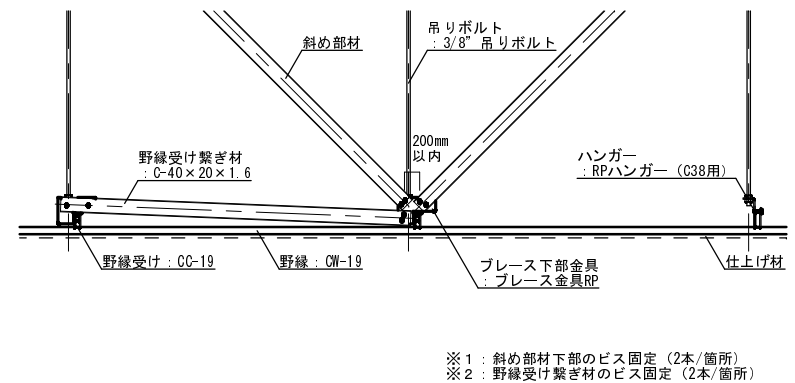 吊りボルト
：3/8”吊りボルト
斜め部材
200mm
以内
野縁受け繋ぎ材
：C-40×20×1.6
ハンガー
：RPハンガー（C38用）
野縁受け：CC-19
野縁：CW-19
ブレース下部金具
：ブレース金具RP
仕上げ材
※１：斜め部材下部のビス固定（2本/箇所）
※２：野縁受け繋ぎ材のビス固定（2本/箇所）